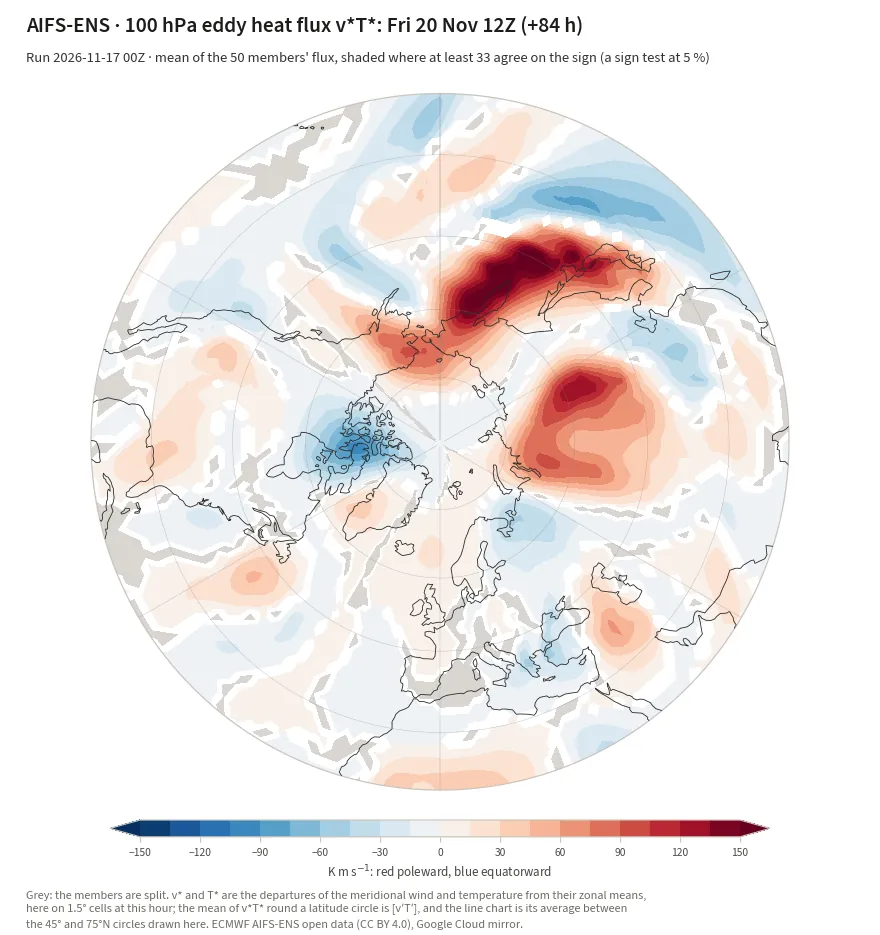 AIFS-ENS · 100 hPa eddy heat flux v*T*: Fri 20 Nov 12Z (+84 h)
Run 2026-11-17 00Z · mean of the 50 members' flux, shaded where at least 33 agree on the sign (a sign test at 5 %)
−150 −120 −90 −60 −30 0 30 60 90 120 150
K m s⁻¹: red poleward, blue equatorward
Grey: the members are split. v* and T* are the departures of the meridional wind and temperature from their zonal means,
here on 1.5° cells at this hour; the mean of v*T* round a latitude circle is [v'T'], and the line chart is its average between
the 45° and 75°N circles drawn here. ECMWF AIFS-ENS open data (CC BY 4.0), Google Cloud mirror.